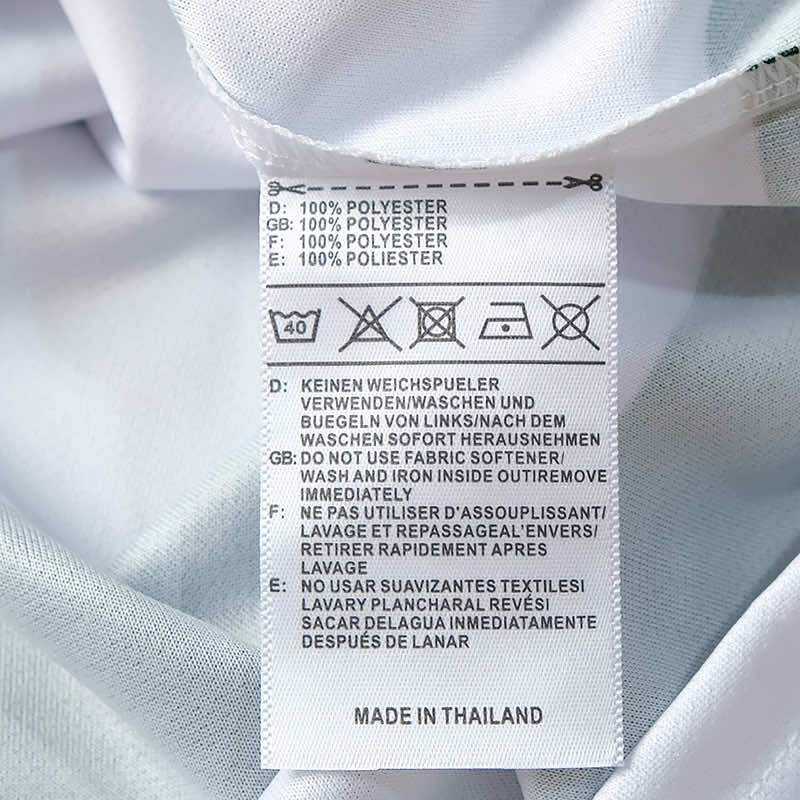 D: 100% POLYESTER
GB: 100% POLYESTER
F: 100% POLYESTER
E: 100% POLIESTER
40
D: KEINEN WEICHSPUELER
VERWENDEN/WASCHEN UND
BUEGELN VON LINKS/NACH DEM
WASCHEN SOFORT HERAUSNEHMEN
GB: DO NOT USE FABRIC SOFTENER/
WASH AND IRON INSIDE OUTIREMOVE
IMMEDIATELY
F: NE PAS UTILISER D'ASSOUPLISSANT/
LAVAGE ET REPASSAGEAL'ENVERS/
RETIRER RAPIDEMENT APRES
LAVAGE
E: NO USAR SUAVIZANTES TEXTILESI
LAVARY PLANCHARAL REVÉSI
SACAR DELAGUA INMEDIATAMENTE
DESPUÉS DE LANAR
MADE IN THAILAND